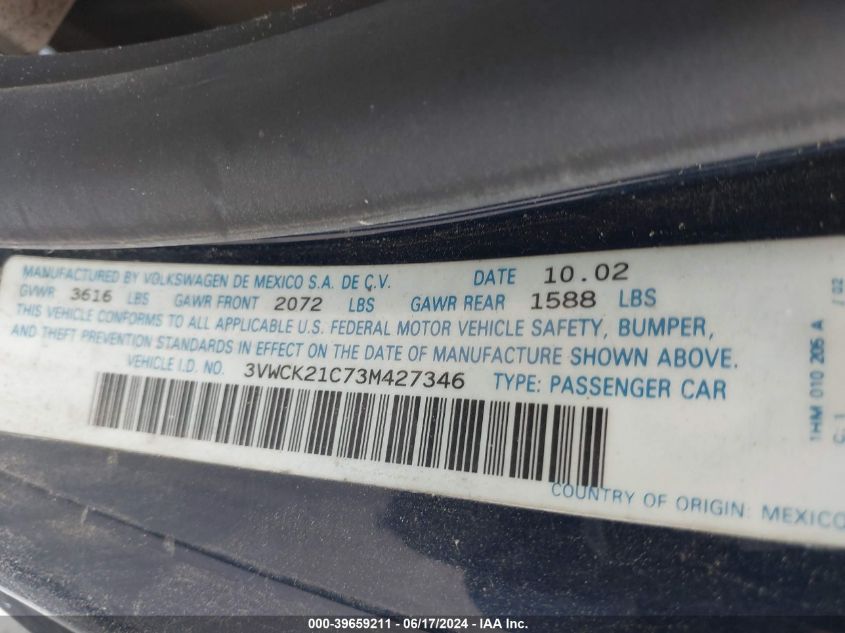 MANUFACTURED BY VOLKSWAGEN DE MEXICO S.A. DE Ç.V. DATE 10.02
GVWR 3616 LBS GAWR FRONT 2072 LBS GAWR REAR 1588 LBS
THIS VEHICLE CONFORMS TO ALL APPLICABLE U.S. FEDERAL MOTOR VEHICLE SAFETY, BUMPER,
AND THEFT PREVENTION STANDARDS IN EFFECT ON THE DATE OF MANUFACTURE SHOWN ABOVE.
VEHICLE I.D. NO. 3VWCK21C73M427346 TYPE: PASSENGER CAR
COUNTRY OF ORIGIN: MEXICO
1HM 010 205 A
000-39659211 - 06/17/2024 - IAA Inc.